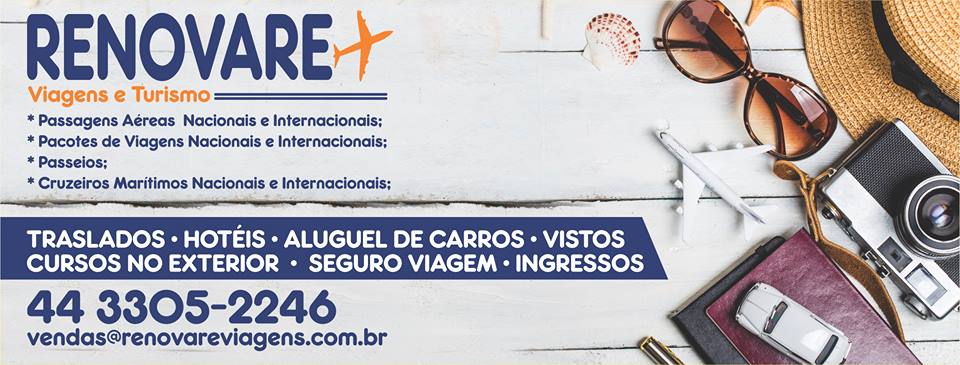 RENOVARE
Viagens e Turismo
* Passagens Aéreas Nacionais e Internacionais;
* Pacotes de Viagens Nacionais e Internacionais;
* Passeios;
* Cruzeiros Marítimos Nacionais e Internacionais;
TRASLADOS • HOTÉIS • ALUGUEL DE CARROS • VISTOS
CURSOS NO EXTERIOR • SEGURO VIAGEM • INGRESSOS
44 3305-2246
vendas@renovareviagens.com.br